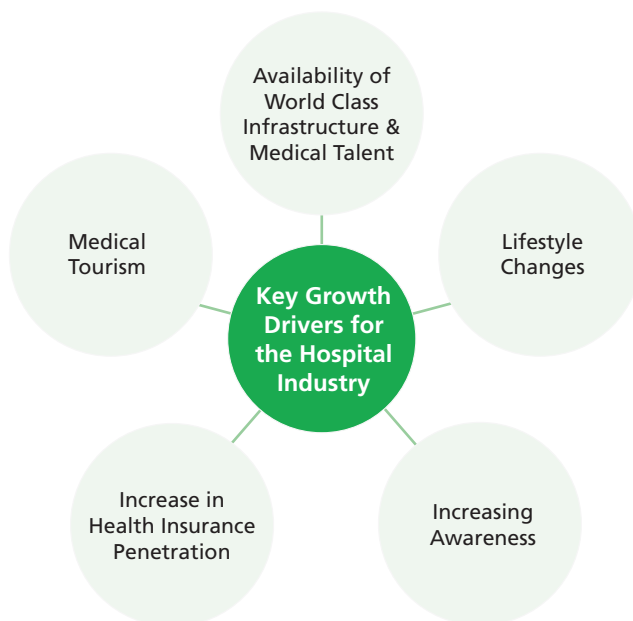 Availability of
World Class
Infrastructure &
Medical Talent
Medical
Tourism
Lifestyle
Changes
Key Growth
Drivers for
the Hospital
Industry
Increase in
Health Insurance
Penetration
Increasing
Awareness